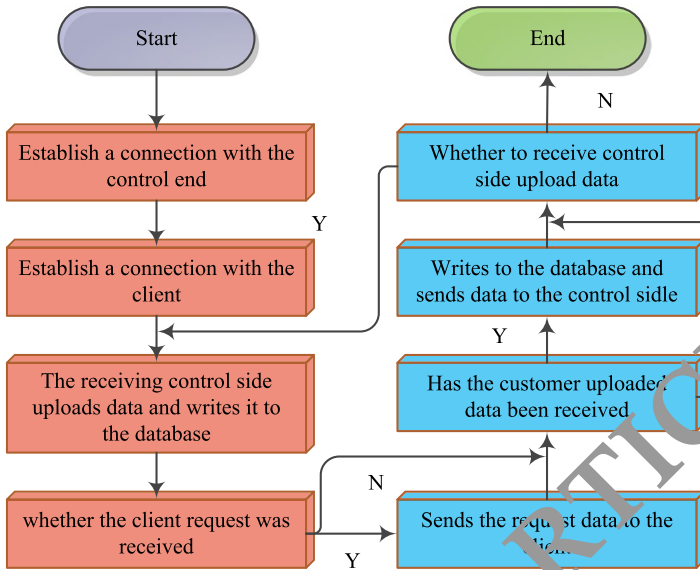 Start
Establish a connection with the
control end
Establish a connection with the
client
The receiving control side
uploads data and writes it to
the database
whether the client request was
received
Y
N
Y
End
N
Whether to receive control
side upload data
Writes to the database and
sends data to the control sidle
Y
Has the customer uploaded
data been received
Sends the request data to the
client
RTIC